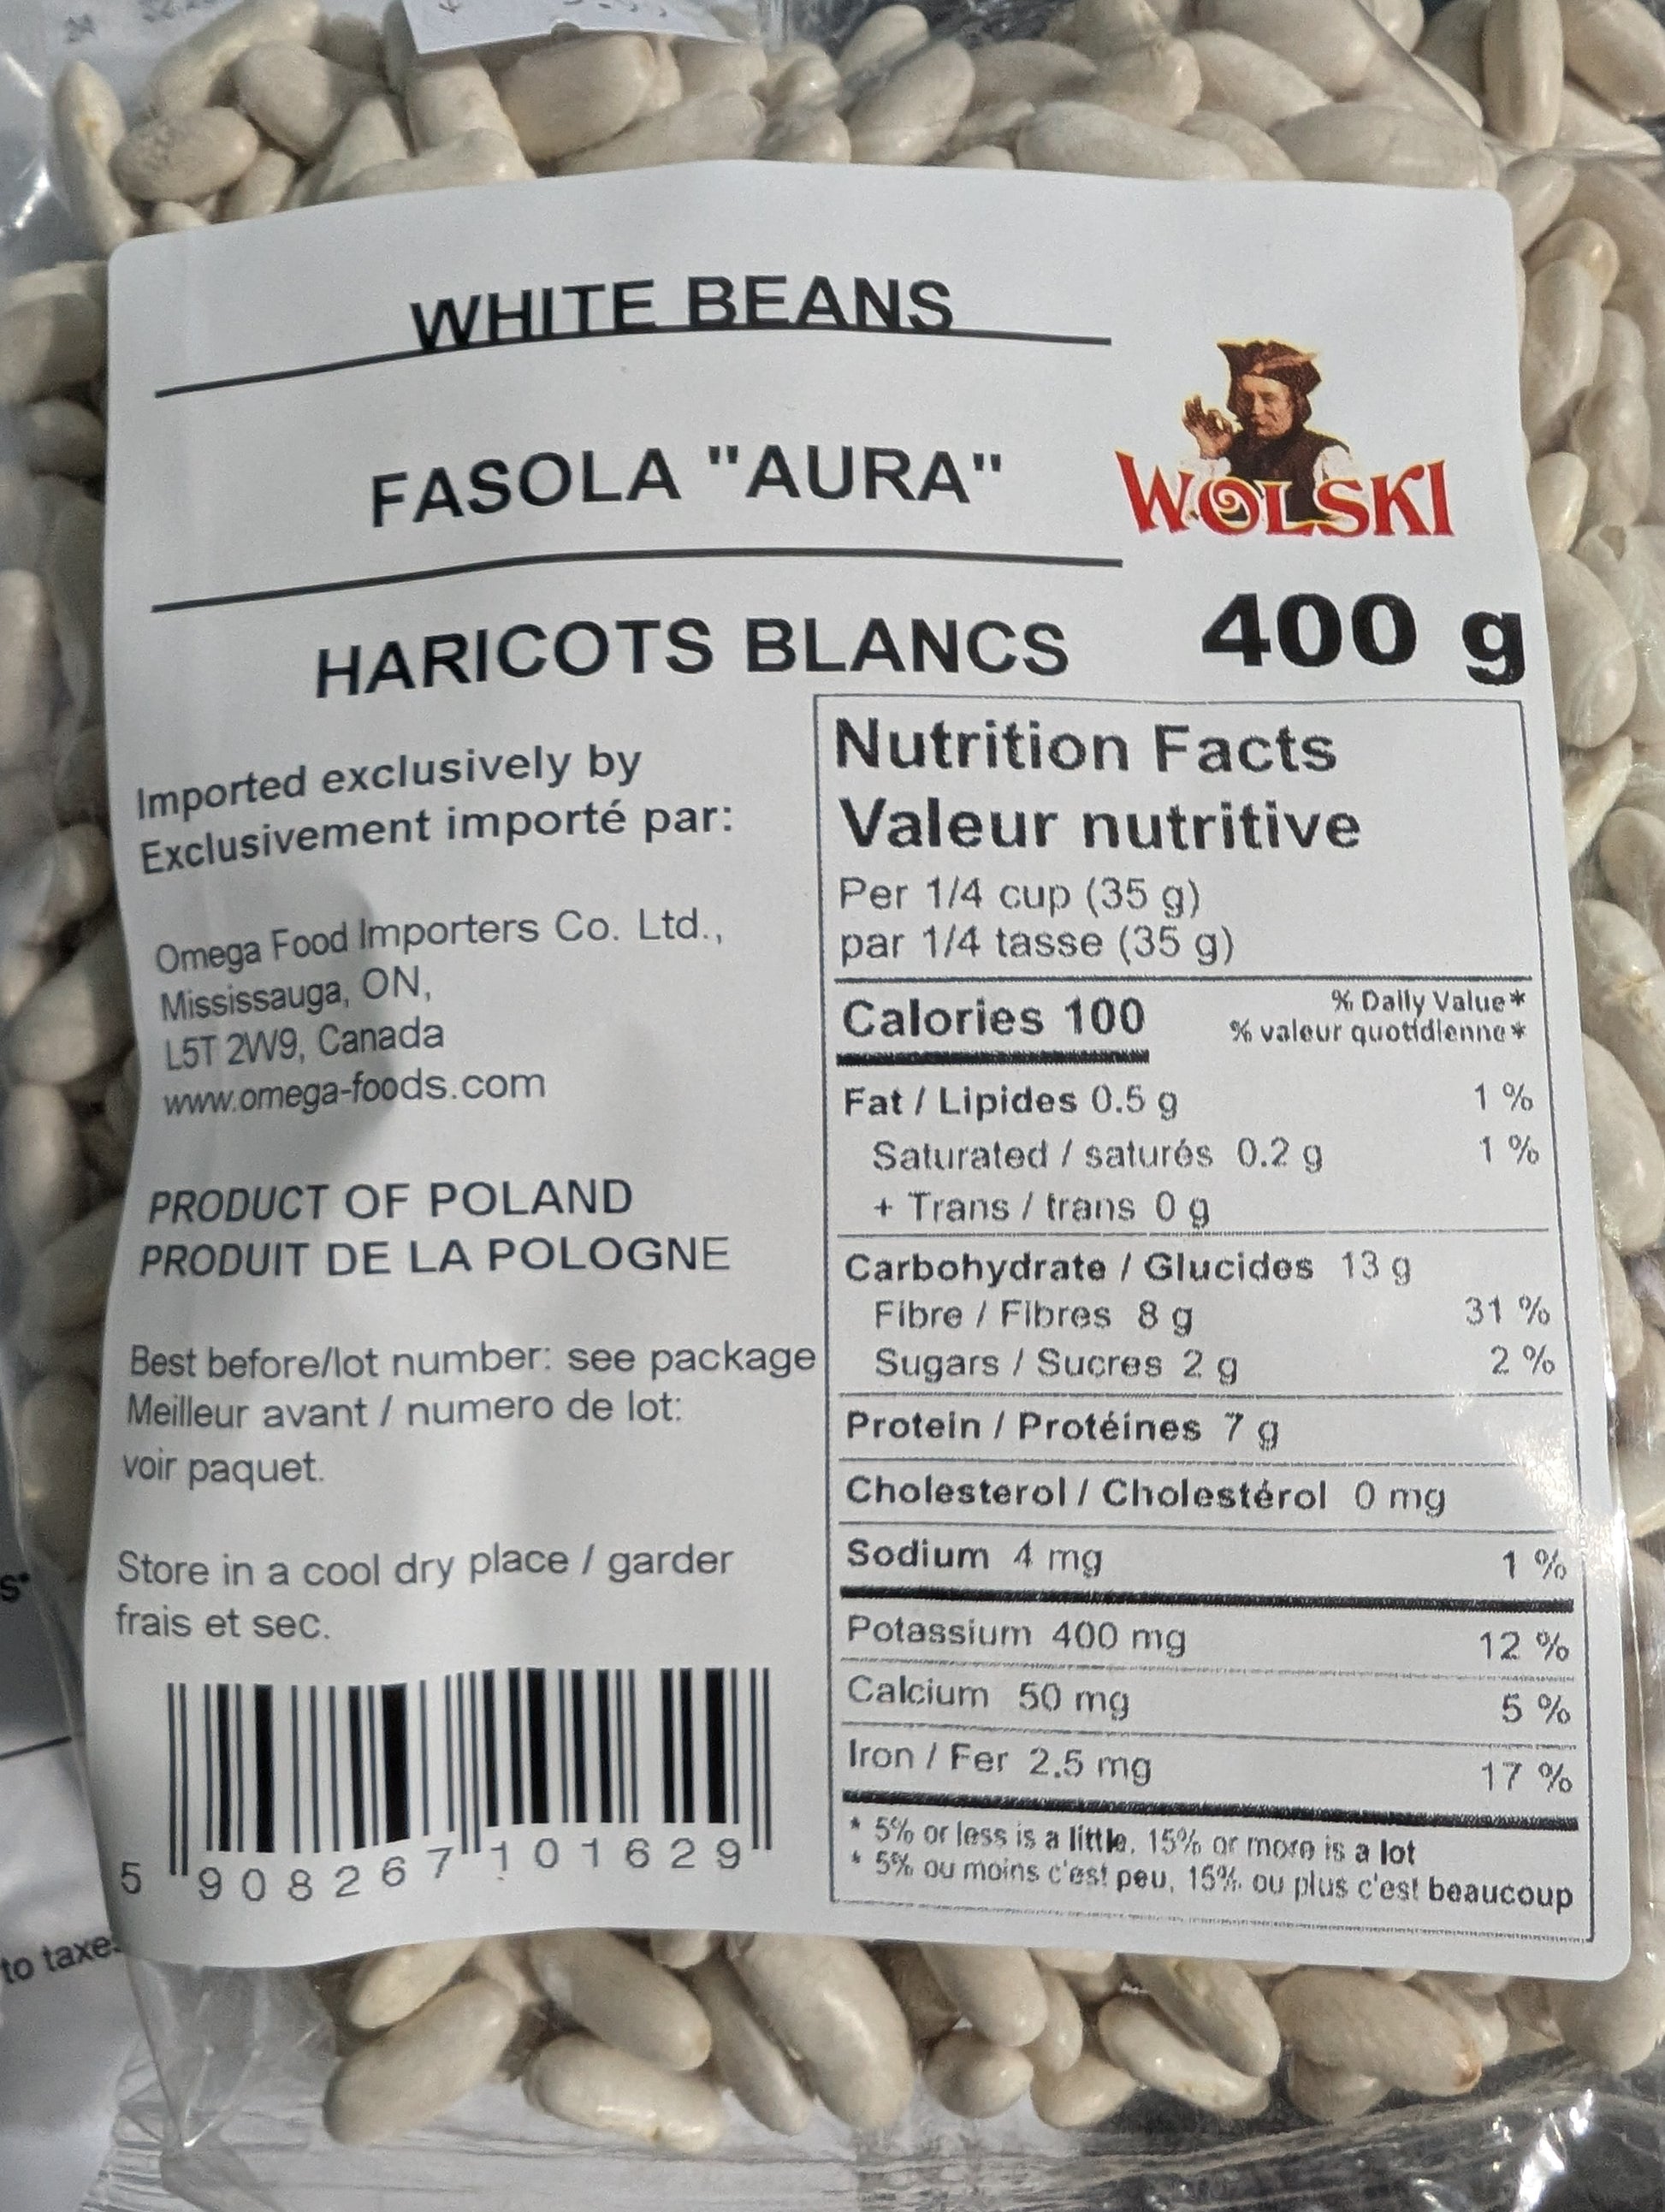 WHITE BEANS
FASOLA "AURA"
WOLSKI
HARICOTS BLANCS
400 g
Imported exclusively by
Exclusivement importé par:
Omega Food Importers Co. Ltd.,
Mississauga, ON,
L5T 2W9, Canada
www.omega-foods.com
PRODUCT OF POLAND
PRODUIT DE LA POLOGNE
Best before/lot number: see package
Meilleur avant / numero de lot:
voir paquet.
Store in a cool dry place / garder
frais et sec.
5 908267 101629
Nutrition Facts
Valeur nutritive
Per 1/4 cup (35 g)
par 1/4 tasse (35 g)
Calories 100
% Daily Value*
% valeur quotidienne*
Fat / Lipides 0.5 g 1 %
Saturated / saturés 0.2 g 1 %
+ Trans / trans 0 g
Carbohydrate / Glucides 13 g
Fibre / Fibres 8 g 31 %
Sugars / Sucres 2 g 2 %
Protein / Protéines 7 g
Cholesterol / Cholestérol 0 mg
Sodium 4 mg 1 %
Potassium 400 mg 12 %
Calcium 50 mg 5 %
Iron / Fer 2.5 mg 17 %
* 5% or less is a little, 15% or more is a lot
* 5% ou moins c'est peu, 15% ou plus c'est beaucoup
to taxes